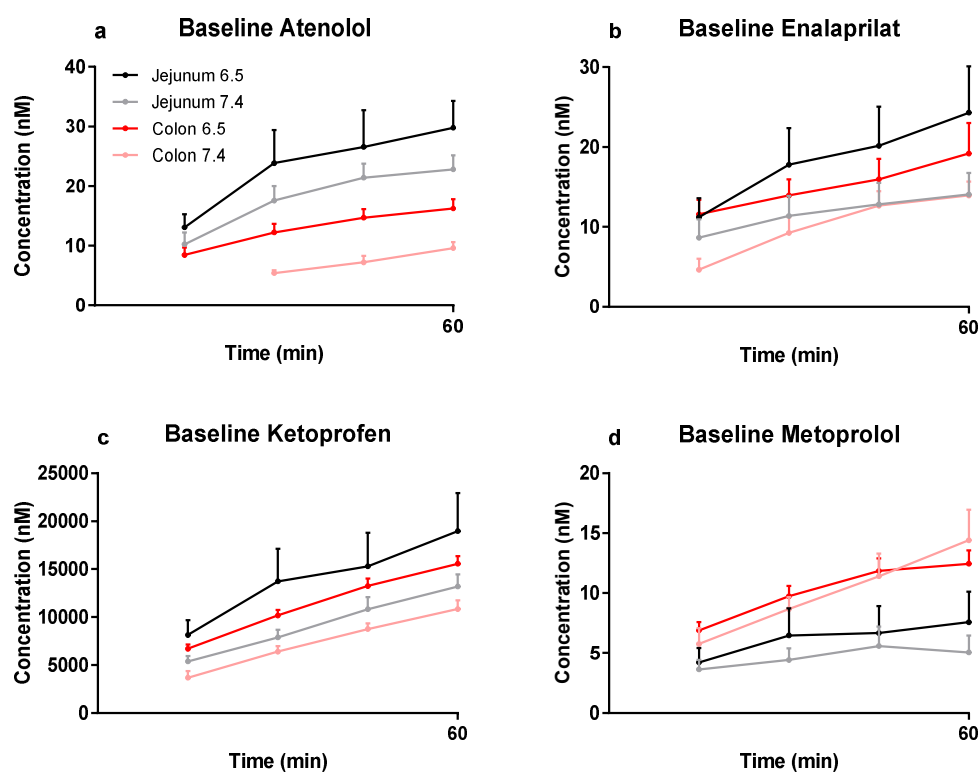 a Baseline Atenolol
Concentration (nM)
40
30
20
10
0
Jejunum 6.5
Jejunum 7.4
Colon 6.5
Colon 7.4
60
Time (min)
b Baseline Enalaprilat
Concentration (nM)
30
20
10
0
60
Time (min)
c Baseline Ketoprofen
Concentration (nM)
25000
20000
15000
10000
5000
0
60
Time (min)
d Baseline Metoprolol
Concentration (nM)
20
15
10
5
0
60
Time (min)